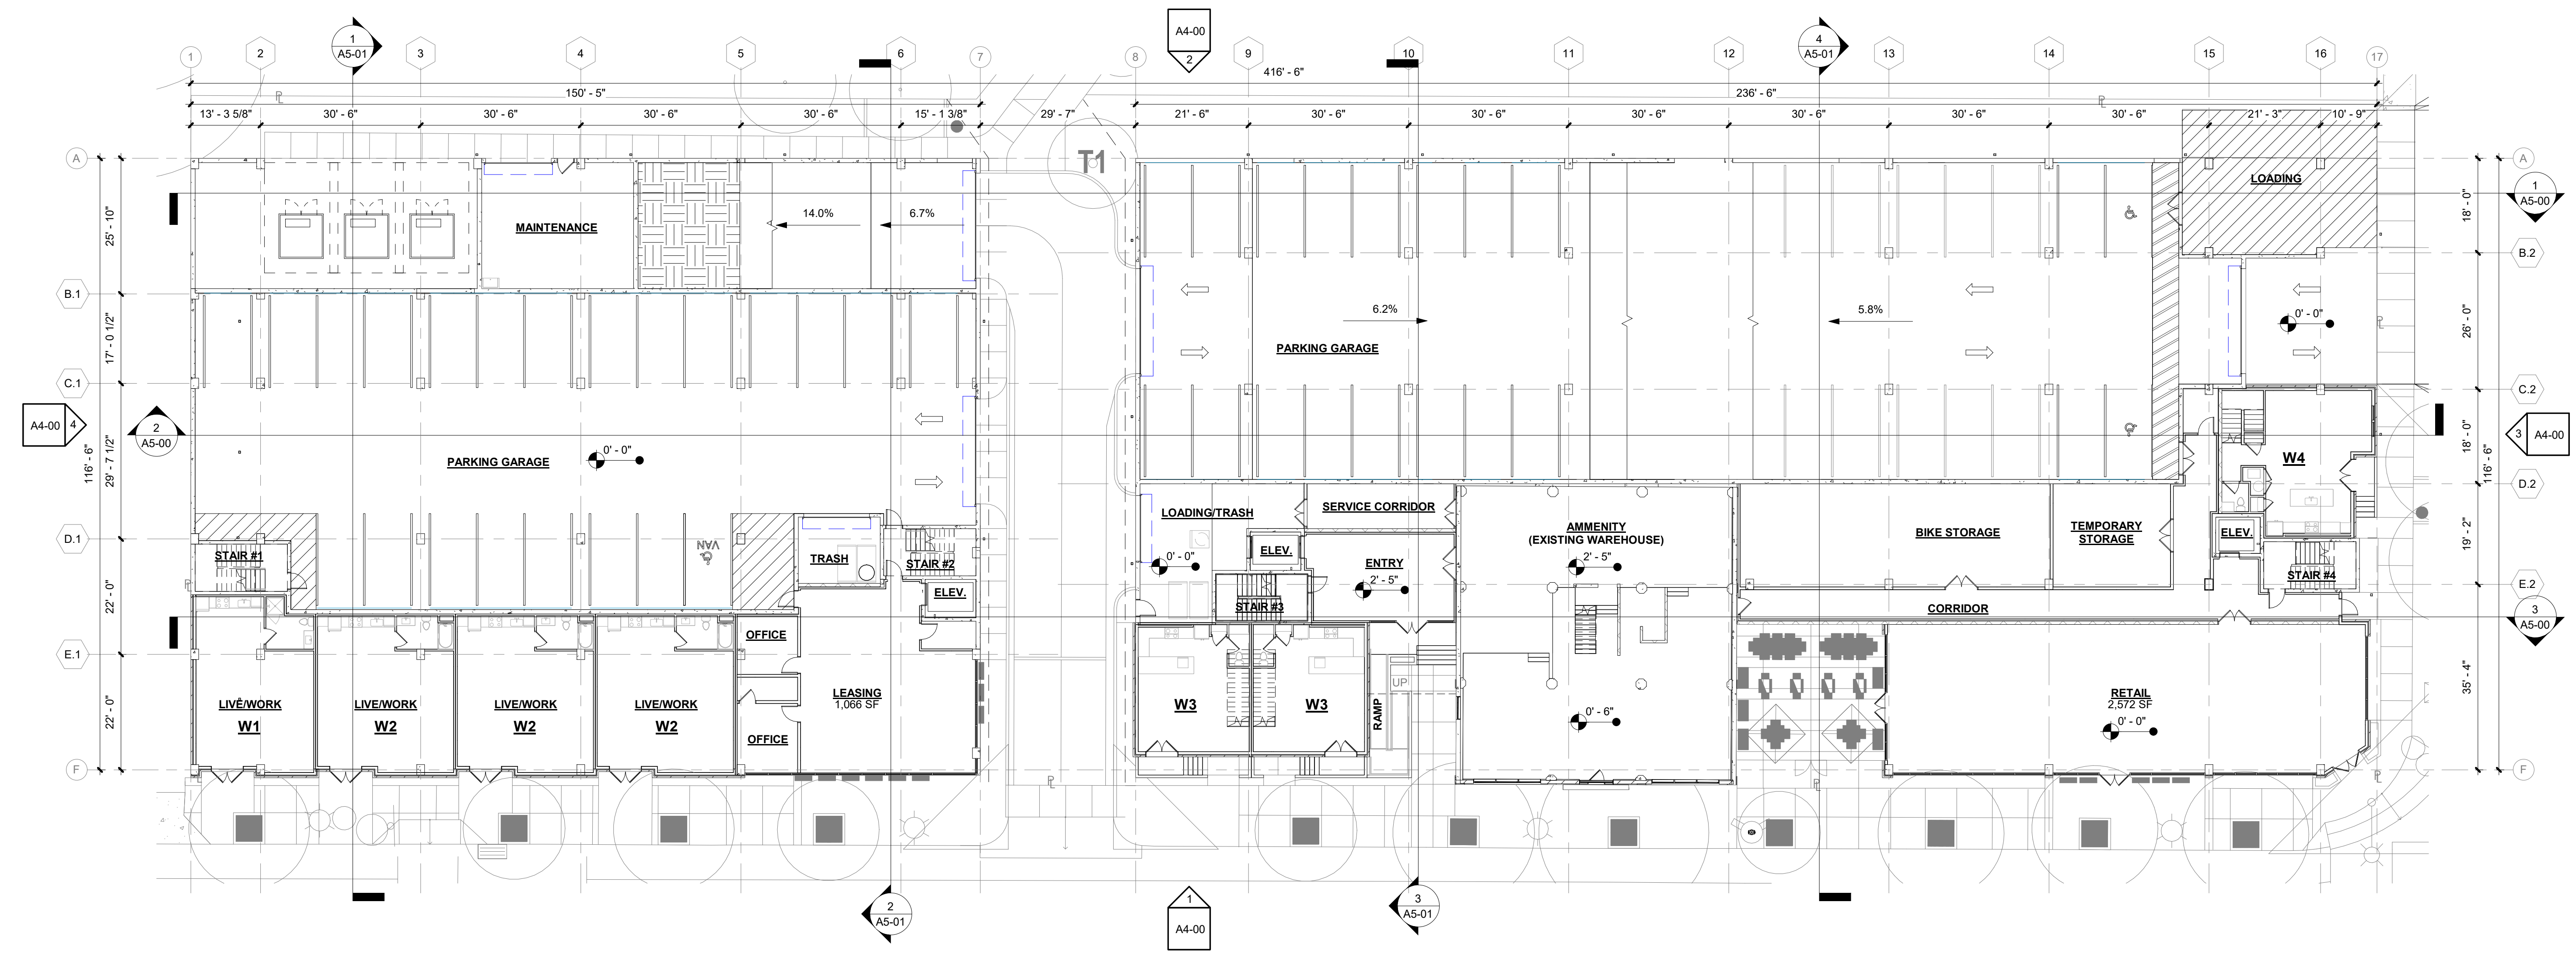 1
A5-01
A4-00
2
4
A5-01
1
2
3
4
5
6
7
8
9
10
11
12
13
14
15
16
17
416' - 6"
150' - 5"
236' - 6"
13' - 3 5/8"
30' - 6"
30' - 6"
30' - 6"
30' - 6"
15' - 1 3/8"
29' - 7"
21' - 6"
30' - 6"
30' - 6"
30' - 6"
30' - 6"
30' - 6"
30' - 6"
21' - 3"
10' - 9"
A
B.1
C.1
D.1
E.1
F
25' - 10"
17' - 0 1/2"
29' - 7 1/2"
22' - 0"
22' - 0"
116' - 6"
A4-00
4
2
A5-00
MAINTENANCE
14.0%
6.7%
T1
PARKING GARAGE
0' - 0"
STAIR #1
VAN
TRASH
STAIR #2
ELEV.
OFFICE
OFFICE
LEASING
1,066 SF
LIVE/WORK
W1
LIVE/WORK
W2
LIVE/WORK
W2
LIVE/WORK
W2
6.2%
5.8%
PARKING GARAGE
LOADING
0' - 0"
LOADING/TRASH
0' - 0"
SERVICE CORRIDOR
ELEV.
ENTRY
2' - 5"
STAIR #3
AMMENITY
(EXISTING WAREHOUSE)
2' - 5"
0' - 6"
BIKE STORAGE
TEMPORARY
STORAGE
W4
ELEV.
STAIR #4
CORRIDOR
W3
W3
UP
RAMP
RETAIL
2,572 SF
0' - 0"
A
B.2
C.2
D.2
E.2
F
18' - 0"
26' - 0"
18' - 0"
19' - 2"
35' - 4"
116' - 6"
1
A5-00
3
A4-00
3
A5-00
2
A5-01
1
A4-00
3
A5-01